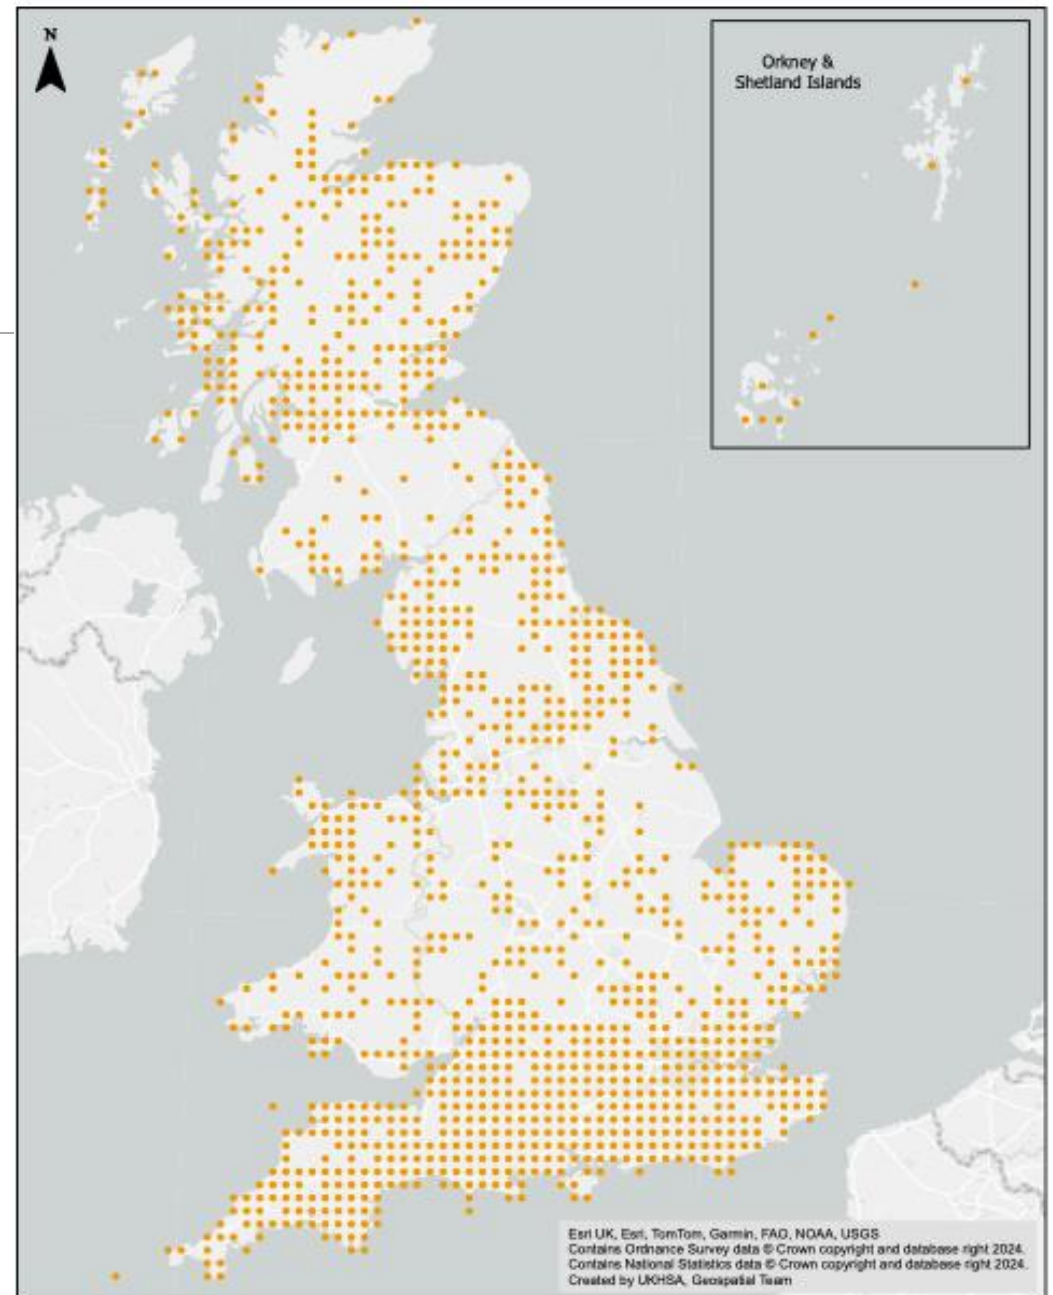 N
Orkney &
Shetland Islands
Esri UK, Esri, TomTom, Garmin, FAO, NOAA, USGS
Contains Ordnance Survey data © Crown copyright and database right 2024.
Contains National Statistics data © Crown copyright and database right 2024.
Created by UKHSA, Geospatial Team